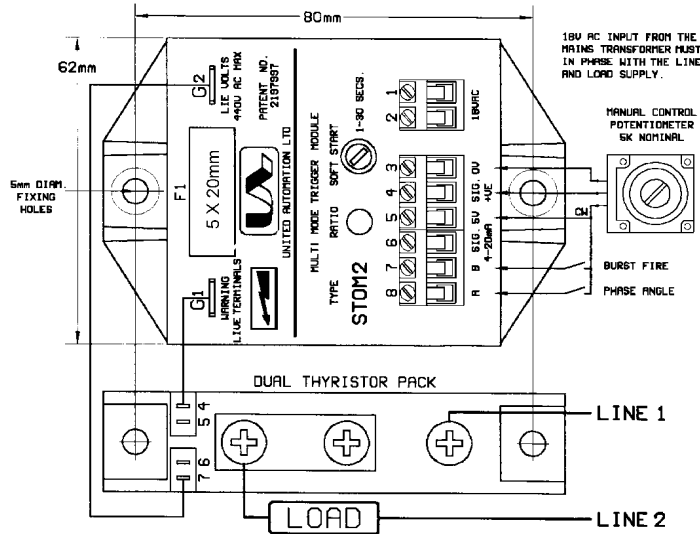 80mm
18V AC INPUT FROM THE
MAINS TRANSFORMER MUST
IN PHASE WITH THE LINE
AND LOAD SUPPLY.
62mm
G2
LIE VOLTS
440V AC MAX
PATENT NO.
2187997
1-30 SECS.
1
2
18VAC
MANUAL CONTROL
POTENTIOMETER
5K NOMINAL
5mm DIAM.
FIXING
HOLES
F1
5 X 20mm
UNITED AUTOMATION LTD
MULTI MODE TRIGGER MODULE
SOFT START
RATIO
TYPE
STOM2
3
4
5
6
7
8
SIG. 0V
+VE
SIG. 5V
4-20mA
B
A
CW
BURST FIRE
PHASE ANGLE
G1
WARNING
LIVE TERMINALS
DUAL THYRISTOR PACK
4
5
6
7
LINE 1
LOAD
LINE 2